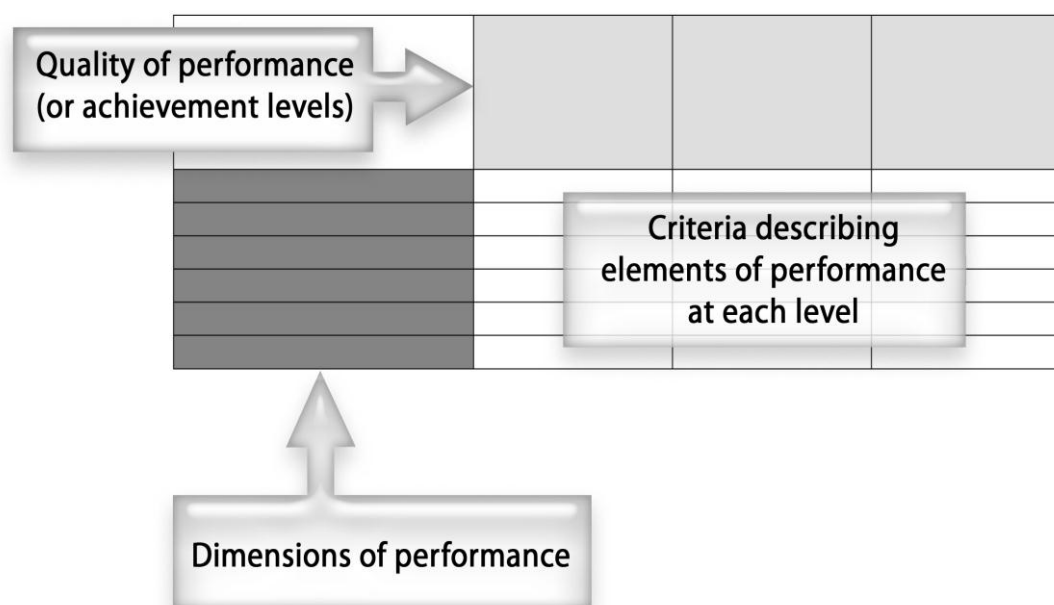 Quality of performance
(or achievement levels)
Criteria describing
elements of performance
at each level
Dimensions of performance